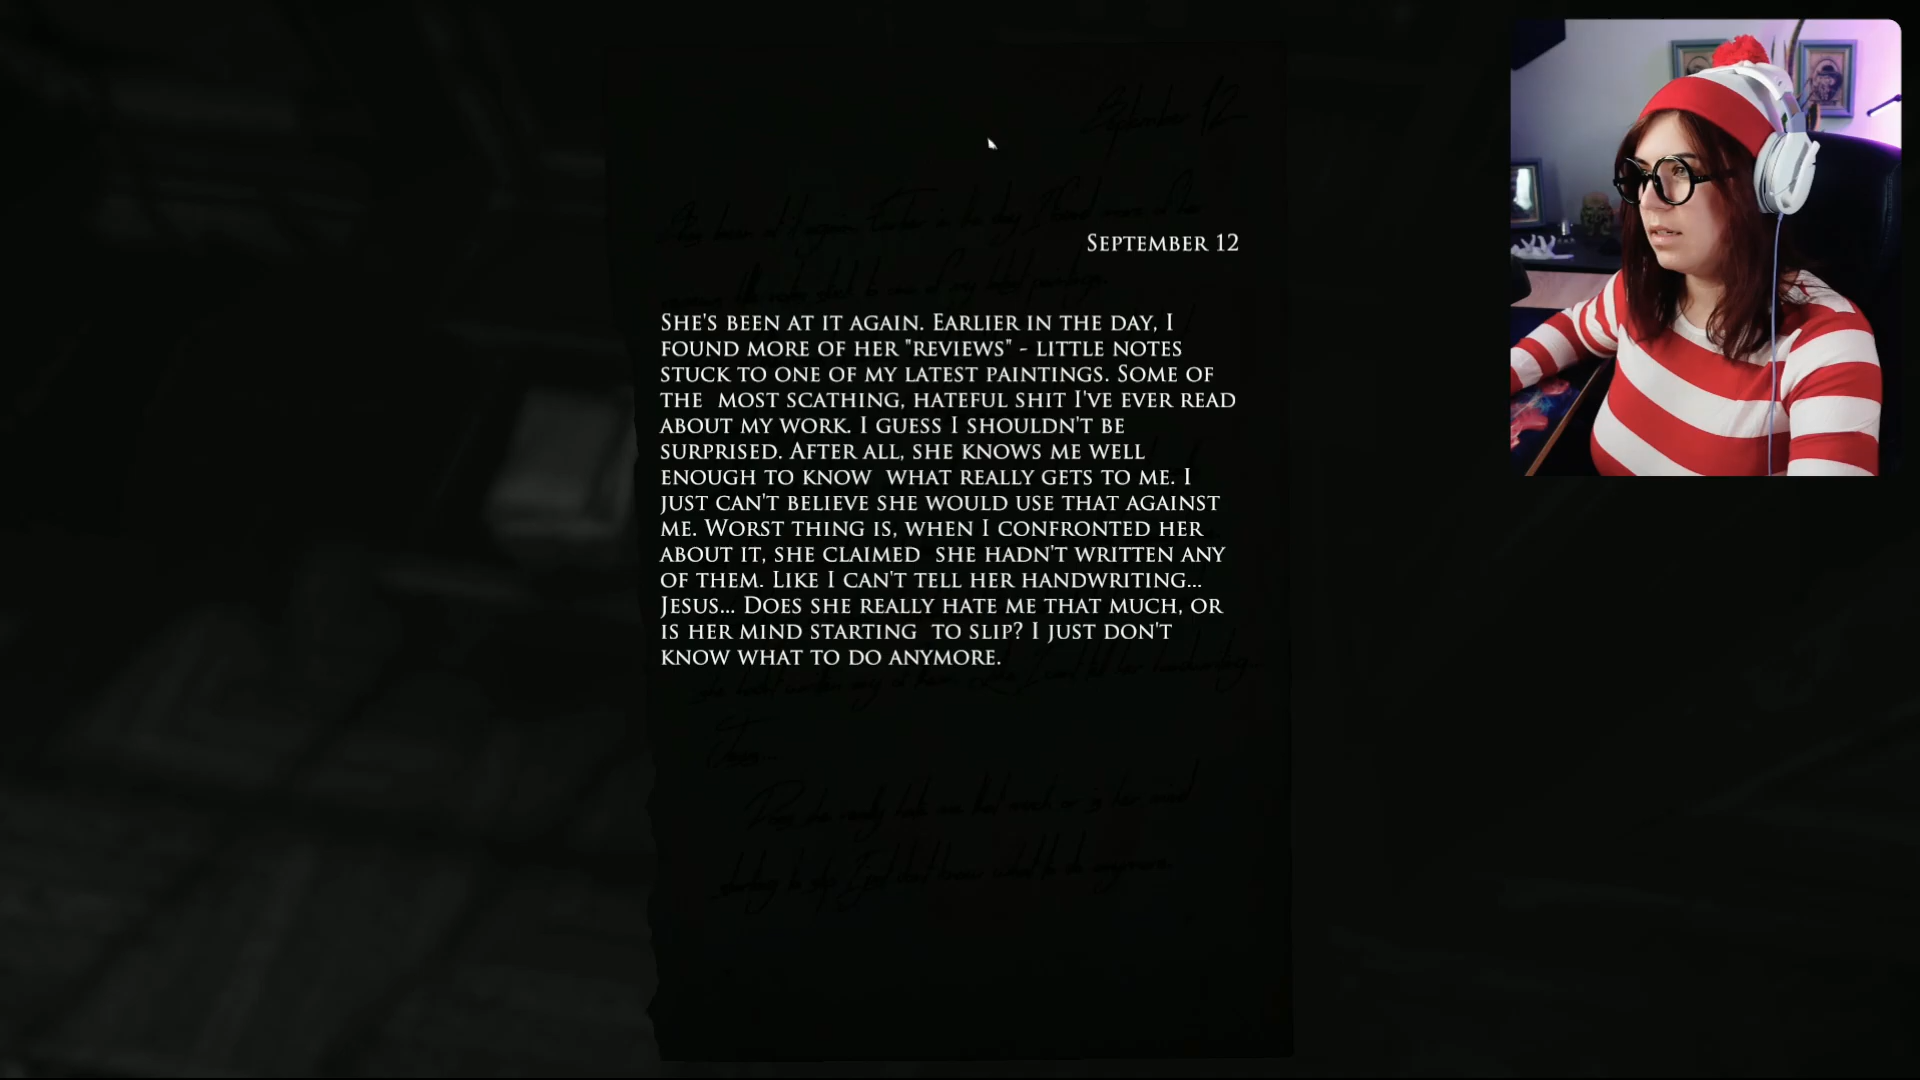 September 12
She's been at it again. Earlier in the day, I
found more of her "reviews" - little notes
stuck to one of my latest paintings. Some of
the  most scathing, hateful shit I've ever read
about my work. I guess I shouldn't be
surprised. After all, she knows me well
enough to know  what really gets to me. I
just can't believe she would use that against
me. Worst thing is, when I confronted her
about it, she claimed  she hadn't written any
of them. Like I can't tell her handwriting...
Jesus... Does she really hate me that much, or
is her mind starting  to slip? I just don't
know what to do anymore.